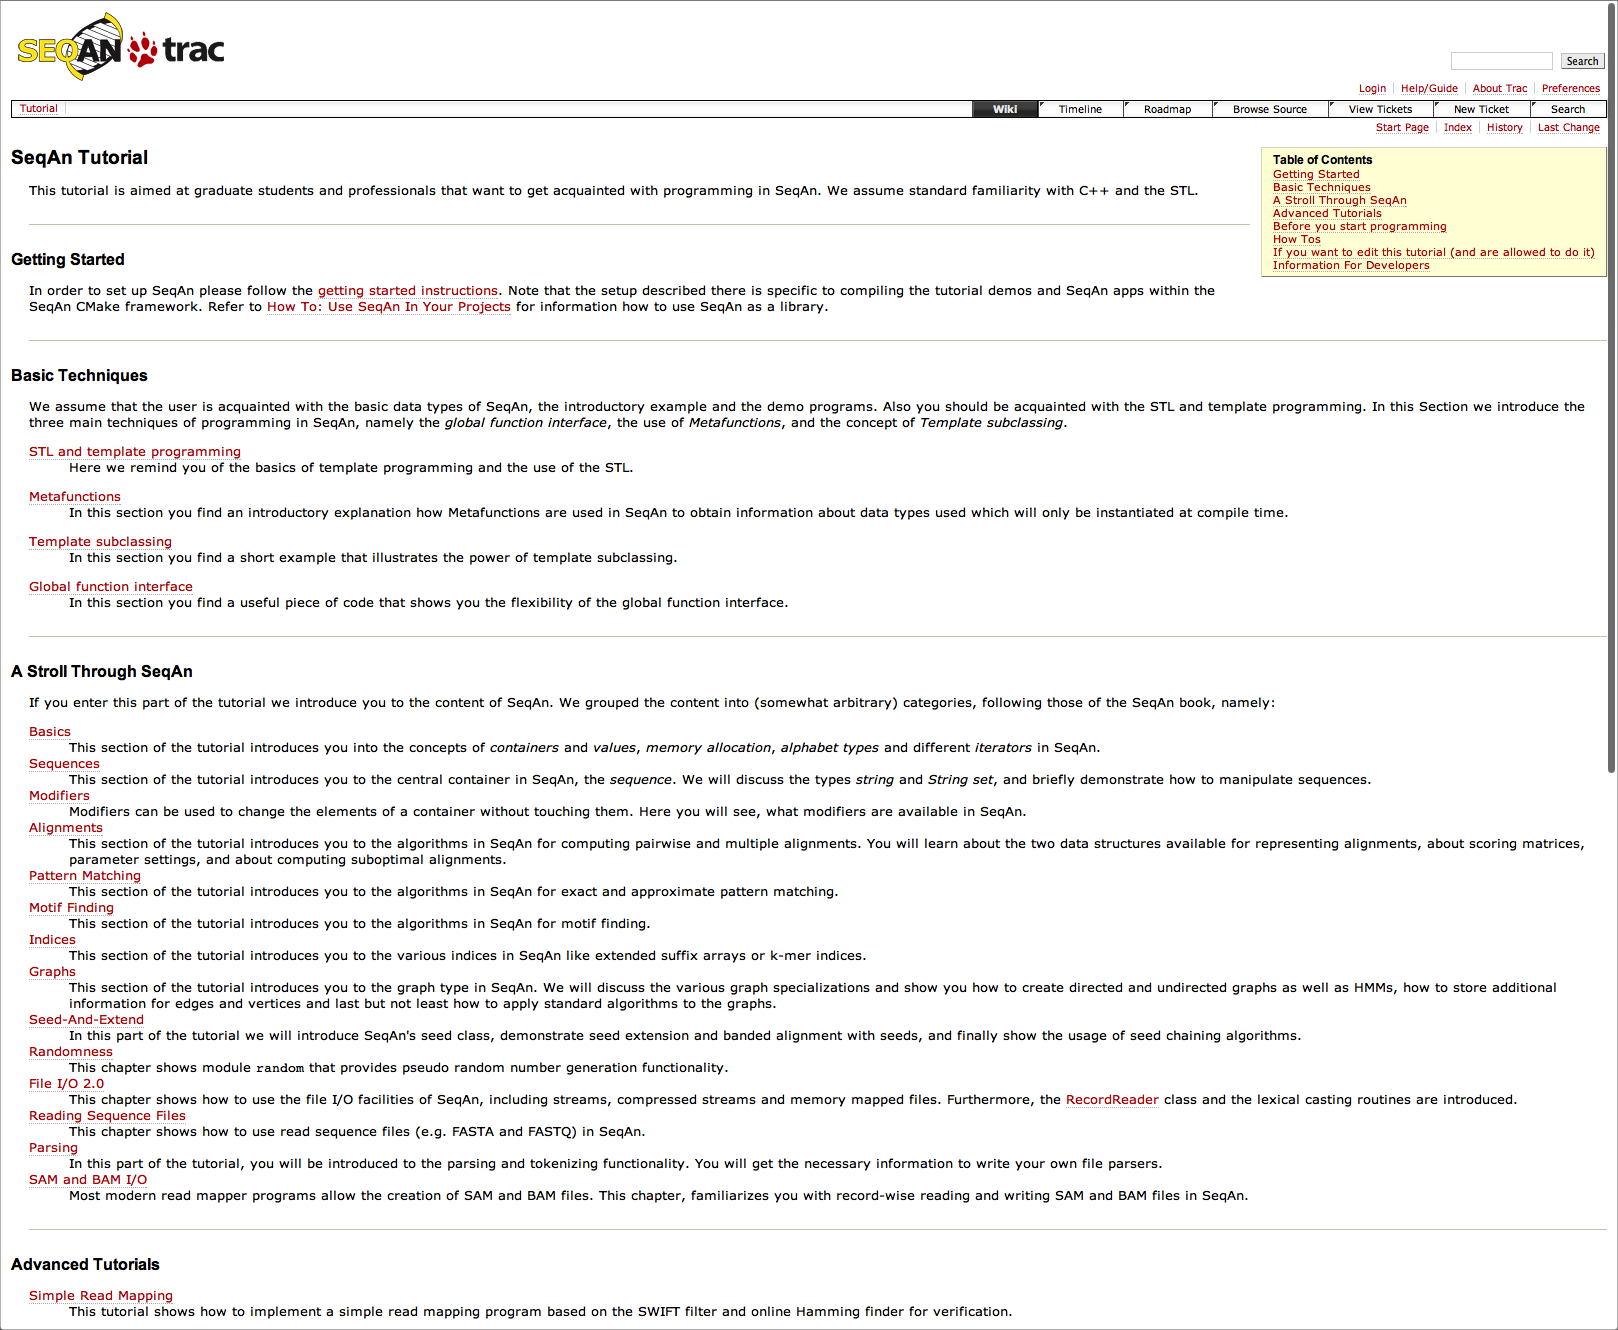 SEQAN trac
Search
Login Help/Guide About Trac Preferences
Tutorial
Wiki Timeline Roadmap Browse Source View Tickets New Ticket Search
Start Page Index History Last Change
SeqAn Tutorial
This tutorial is aimed at graduate students and professionals that want to get acquainted with programming in SeqAn. We assume standard familiarity with C++ and the STL.
Table of Contents
Getting Started
Basic Techniques
A Stroll Through SeqAn
Advanced Tutorials
Before you start programming
How Tos
If you want to edit this tutorial (and are allowed to do it)
Information For Developers
Getting Started
In order to set up SeqAn please follow the getting started instructions. Note that the setup described there is specific to compiling the tutorial demos and SeqAn apps within the
SeqAn CMake framework. Refer to How To: Use SeqAn In Your Projects for information how to use SeqAn as a library.
Basic Techniques
We assume that the user is acquainted with the basic data types of SeqAn, the introductory example and the demo programs. Also you should be acquainted with the STL and template programming. In this Section we introduce the
three main techniques of programming in SeqAn, namely the global function interface, the use of Metafunctions, and the concept of Template subclassing.
STL and template programming
Here we remind you of the basics of template programming and the use of the STL.
Metafunctions
In this section you find an introductory explanation how Metafunctions are used in SeqAn to obtain information about data types used which will only be instantiated at compile time.
Template subclassing
In this section you find a short example that illustrates the power of template subclassing.
Global function interface
In this section you find a useful piece of code that shows you the flexibility of the global function interface.
A Stroll Through SeqAn
If you enter this part of the tutorial we introduce you to the content of SeqAn. We grouped the content into (somewhat arbitrary) categories, following those of the SeqAn book, namely:
Basics
This section of the tutorial introduces you into the concepts of containers and values, memory allocation, alphabet types and different iterators in SeqAn.
Sequences
This section of the tutorial introduces you to the central container in SeqAn, the sequence. We will discuss the types string and String set, and briefly demonstrate how to manipulate sequences.
Modifiers
Modifiers can be used to change the elements of a container without touching them. Here you will see, what modifiers are available in SeqAn.
Alignments
This section of the tutorial introduces you to the algorithms in SeqAn for computing pairwise and multiple alignments. You will learn about the two data structures available for representing alignments, about scoring matrices,
parameter settings, and about computing suboptimal alignments.
Pattern Matching
This section of the tutorial introduces you to the algorithms in SeqAn for exact and approximate pattern matching.
Motif Finding
This section of the tutorial introduces you to the algorithms in SeqAn for motif finding.
Indices
This section of the tutorial introduces you to the various indices in SeqAn like extended suffix arrays or k-mer indices.
Graphs
This section of the tutorial introduces you to the graph type in SeqAn. We will discuss the various graph specializations and show you how to create directed and undirected graphs as well as HMMs, how to store additional
information for edges and vertices and last but not least how to apply standard algorithms to the graphs.
Seed-And-Extend
In this part of the tutorial we will introduce SeqAn's seed class, demonstrate seed extension and banded alignment with seeds, and finally show the usage of seed chaining algorithms.
Randomness
This chapter shows module random that provides pseudo random number generation functionality.
File I/O 2.0
This chapter shows how to use the file I/O facilities of SeqAn, including streams, compressed streams and memory mapped files. Furthermore, the RecordReader class and the lexical casting routines are introduced.
Reading Sequence Files
This chapter shows how to use read sequence files (e.g. FASTA and FASTQ) in SeqAn.
Parsing
In this part of the tutorial, you will be introduced to the parsing and tokenizing functionality. You will get the necessary information to write your own file parsers.
SAM and BAM I/O
Most modern read mapper programs allow the creation of SAM and BAM files. This chapter, familiarizes you with record-wise reading and writing SAM and BAM files in SeqAn.
Advanced Tutorials
Simple Read Mapping
This tutorial shows how to implement a simple read mapping program based on the SWIFT filter and online Hamming finder for verification.